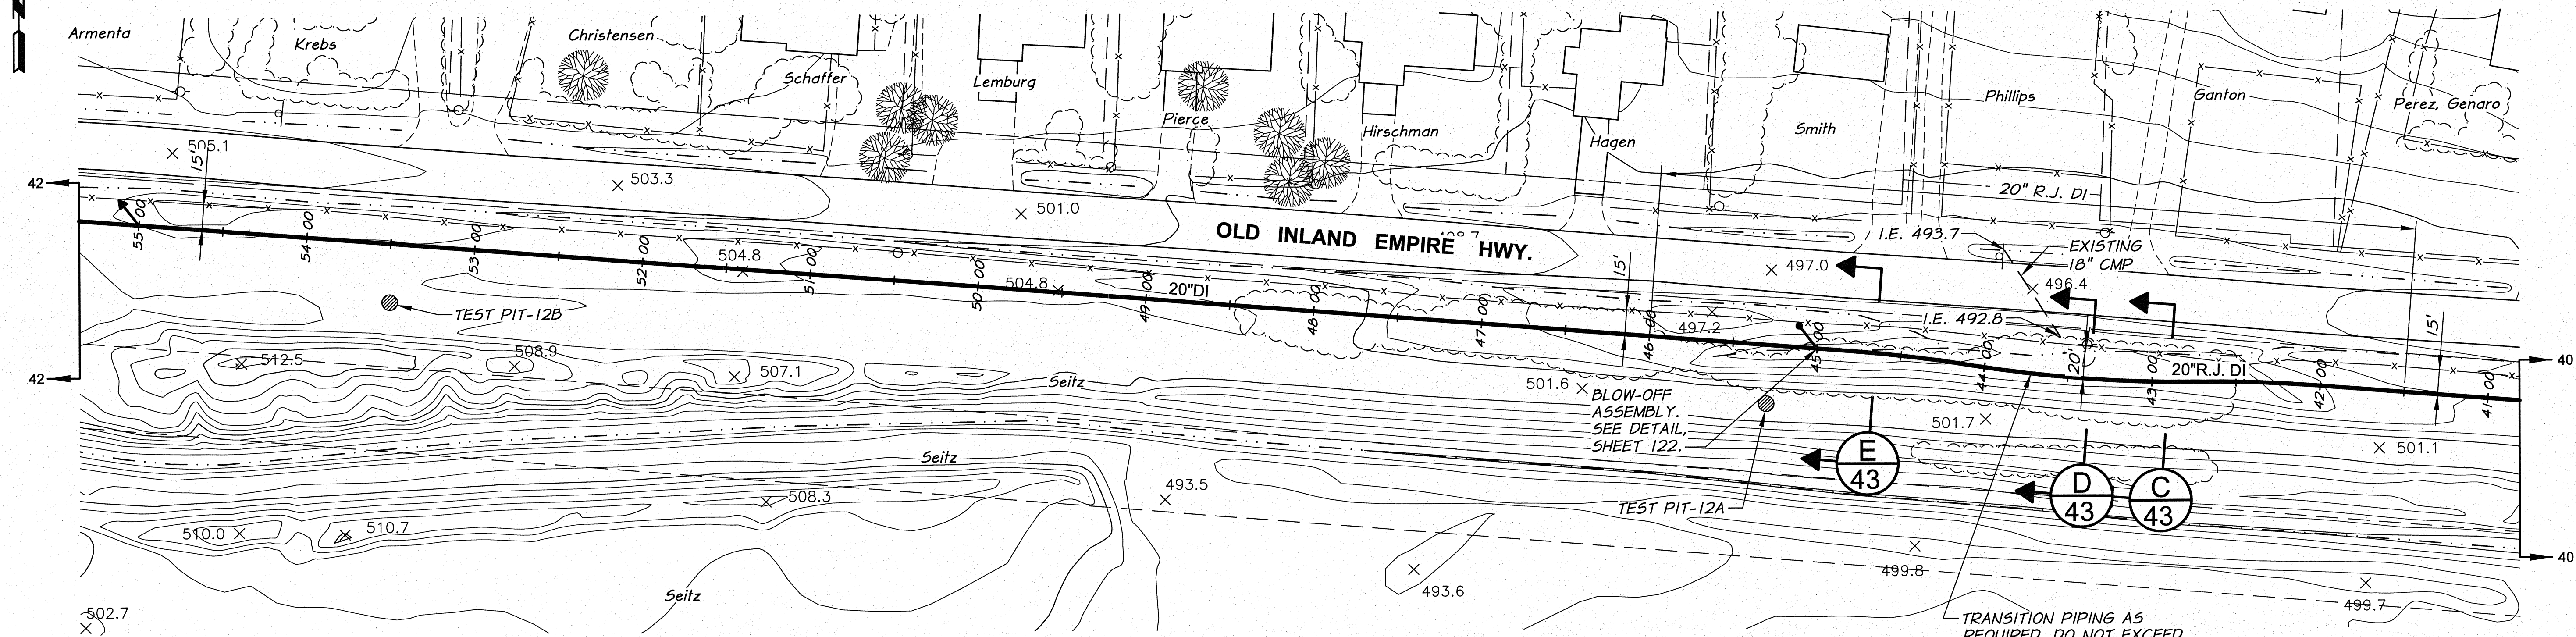 N
Armenta
Krebs
Christensen
Schaffer
Lemburg
Pierce
Hirschman
Hagen
Smith
Phillips
Ganton
Perez, Genaro
505.1
15'
503.3
501.0
OLD INLAND EMPIRE HWY.
498.7
20" R.J. DI
I.E. 493.7
EXISTING
18" CMP
497.0
496.4
42
55+00
54+00
53+00
52+00
504.8
51+00
50+00
504.8
49+00
20"DI
48+00
47+00
15'
46+00
497.2
45+00
I.E. 492.8
44+00
20'
43+00
20"R.J. DI
42+00
15'
41+00
40
TEST PIT-12B
512.5
508.9
507.1
42
Seitz
501.6
BLOW-OFF
ASSEMBLY.
SEE DETAIL,
SHEET 122.
501.7
501.1
E
43
D
43
C
43
Seitz
493.5
508.3
510.0
510.7
TEST PIT-12A
499.8
40
493.6
Seitz
499.7
502.7
TRANSITION PIPING AS
REQUIRED. DO NOT EXCEED